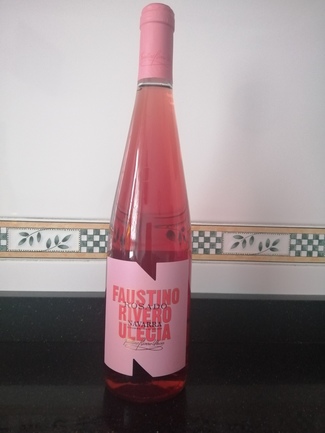 FAUSTINO
ROSADO
RIVERO
NAVARRA
ULECIA